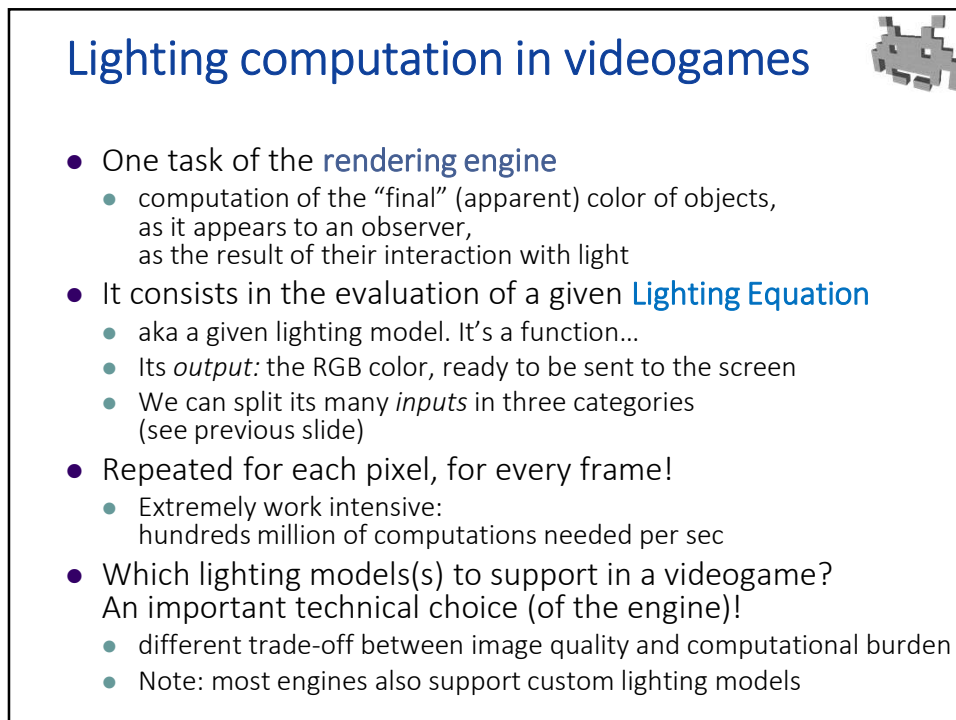 Lighting computation in videogames
● One task of the rendering engine
● computation of the “final” (apparent) color of objects,
as it appears to an observer,
as the result of their interaction with light
● It consists in the evaluation of a given Lighting Equation
● aka a given lighting model. It’s a function…
● Its output: the RGB color, ready to be sent to the screen
● We can split its many inputs in three categories
(see previous slide)
● Repeated for each pixel, for every frame!
● Extremely work intensive:
hundreds million of computations needed per sec
● Which lighting models(s) to support in a videogame?
An important technical choice (of the engine)!
● different trade-off between image quality and computational burden
● Note: most engines also support custom lighting models